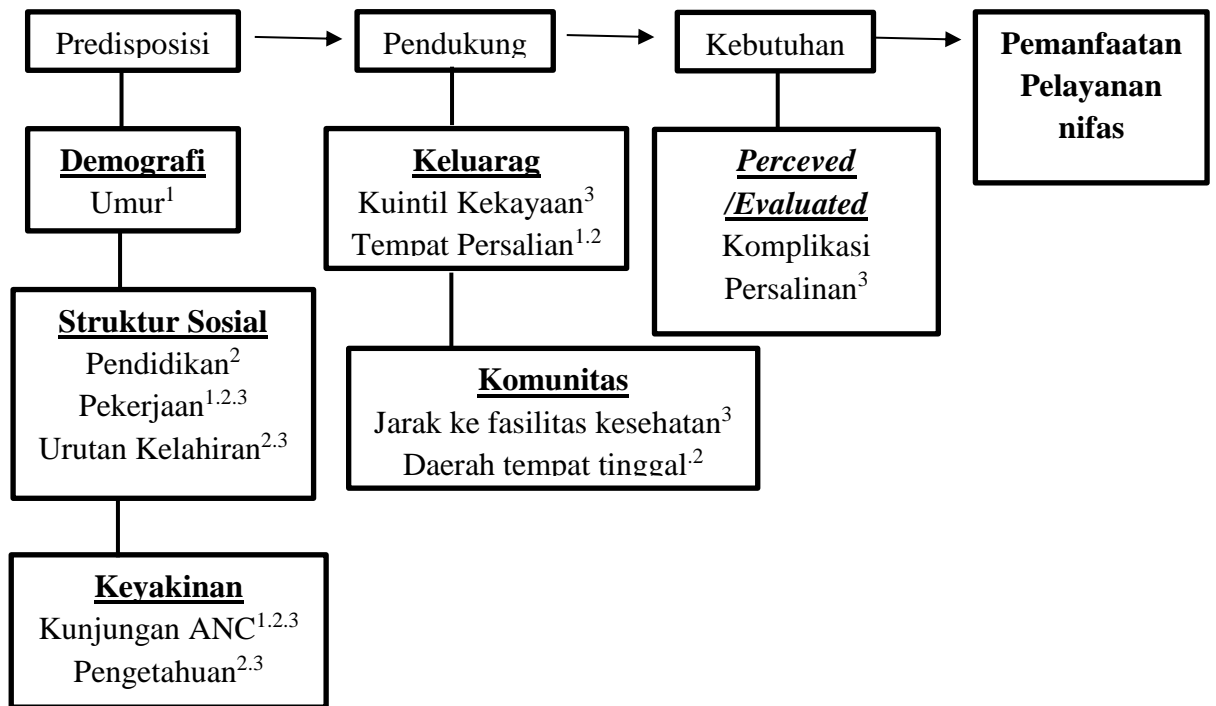 Predisposisi
Pendukung
Kebutuhan
Pemanfaatan
Pelayanan
nifas
Demografi
Umur¹
Struktur Sosial
Pendidikan²
Pekerjaan¹·²·³
Urutan Kelahiran²·³
Keyakinan
Kunjungan ANC¹·²·³
Pengetahuan²·³
Keluarag
Kuintil Kekayaan³
Tempat Persalian¹·²
Komunitas
Jarak ke fasilitas kesehatan³
Daerah tempat tinggal·²
Perceved
/Evaluated
Komplikasi
Persalinan³